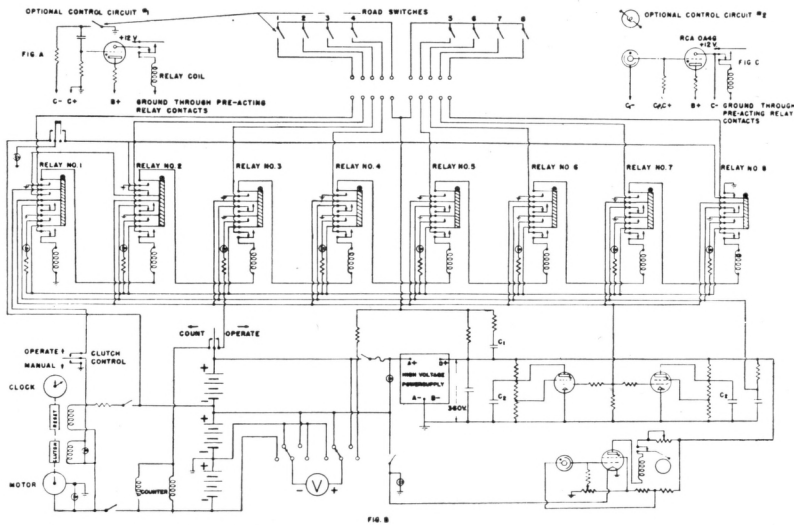 OPTIONAL CONTROL CIRCUIT #1
ROAD SWITCHES
1 2 3 4 5 6 7 8
OPTIONAL CONTROL CIRCUIT #2
FIG. A
+12 V
RELAY COIL
C- C+ B+ GROUND THROUGH PRE-ACTING
RELAY CONTACTS
RCA OA4G
+12V
FIG C
B+ C- GROUND THROUGH
PRE-ACTING RELAY
CONTACTS
RELAY NO. 1 RELAY NO. 2 RELAY NO. 3 RELAY NO. 4 RELAY NO. 5 RELAY NO 6 RELAY NO. 7 RELAY NO 8
COUNT OPERATE
OPERATE
MANUAL
CLUTCH
CONTROL
CLOCK
RESET
CLUTCH
MOTOR
COUNTER
+
-
+
-
+
-
- V +
A+ B+
HIGH VOLTAGE
POWERSUPPLY
A- B-
360V.
C1
C2
C2
FIG. B